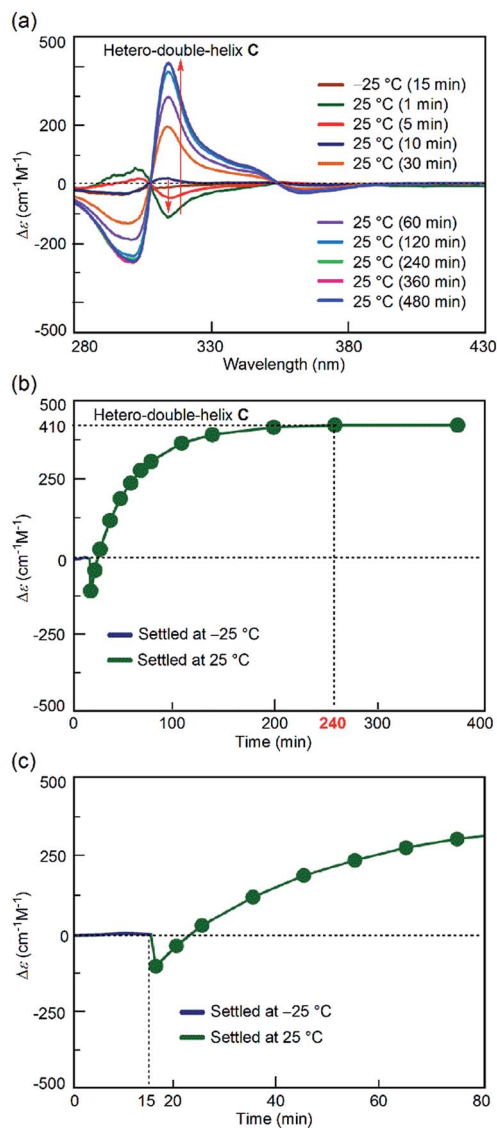 (a)
500
Hetero-double-helix C
200
0
-200
-500
Δε (cm⁻¹M⁻¹)
−25 °C (15 min)
25 °C (1 min)
25 °C (5 min)
25 °C (10 min)
25 °C (30 min)
25 °C (60 min)
25 °C (120 min)
25 °C (240 min)
25 °C (360 min)
25 °C (480 min)
280 330 380 430
Wavelength (nm)
(b)
500
410
250
0
-250
-500
Δε (cm⁻¹M⁻¹)
Hetero-double-helix C
Settled at −25 °C
Settled at 25 °C
0 100 200 240 300 400
Time (min)
(c)
500
250
0
-250
-500
Δε (cm⁻¹M⁻¹)
Settled at −25 °C
Settled at 25 °C
0 15 20 40 60 80
Time (min)